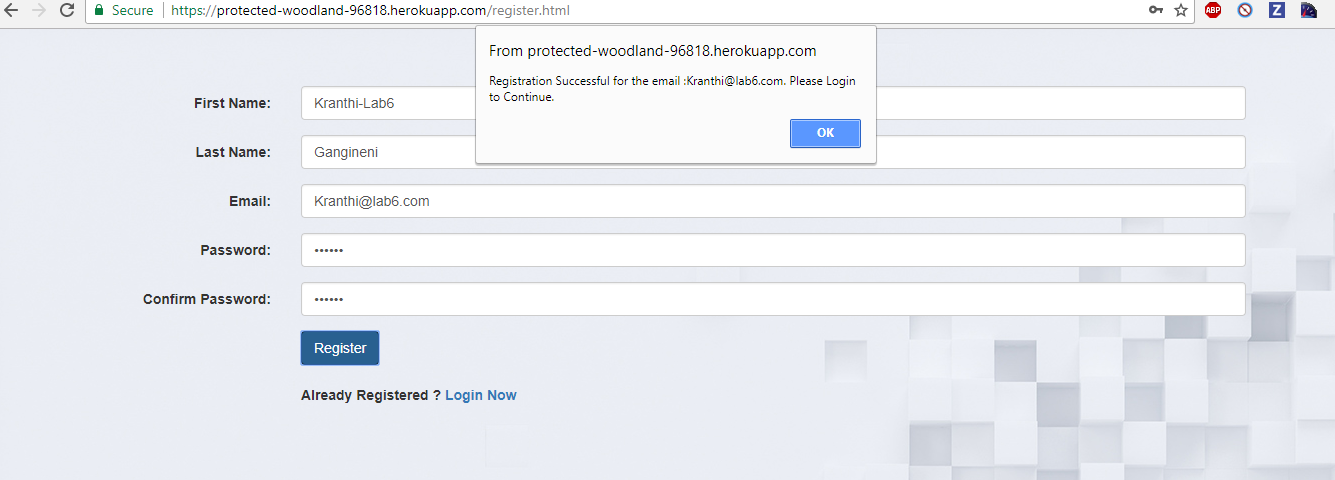 Secure
https://protected-woodland-96818.herokuapp.com/register.html
ABP
Z
From protected-woodland-96818.herokuapp.com
Registration Successful for the email :Kranthi@lab6.com. Please Login
to Continue.
OK
First Name:
Kranthi-Lab6
Last Name:
Gangineni
Email:
Kranthi@lab6.com
Password:
••••••
Confirm Password:
••••••
Register
Already Registered ? Login Now